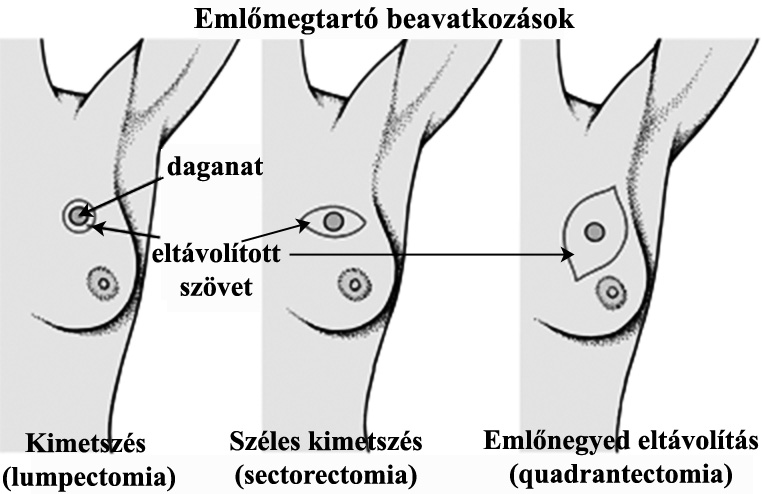 Emlőmegtartó beavatkozások
daganat
eltávolított
szövet
Kimetszés
(lumpectomia)
Széles kimetszés
(sectorectomia)
Emlőnegyed eltávolítás
(quadrantectomia)